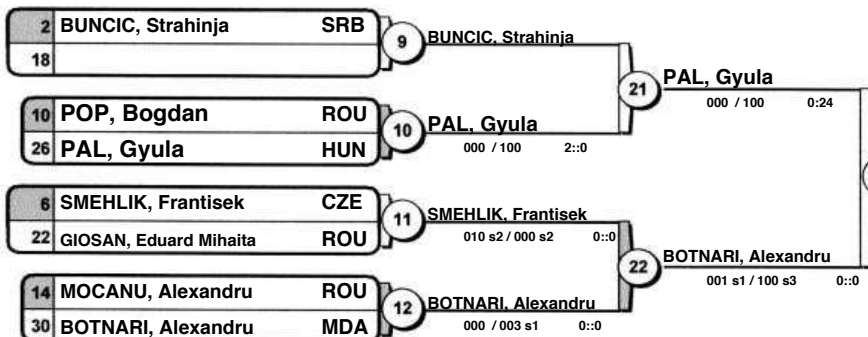 2 BUNCIC, Strahinja SRB
18
9
BUNCIC, Strahinja
10 POP, Bogdan ROU
26 PAL, Gyula HUN
10
PAL, Gyula
000 / 100 2::0
21
PAL, Gyula
000 / 100 0:24
6 SMEHLIK, Frantisek CZE
22 GIOSAN, Eduard Mihaita ROU
11
SMEHLIK, Frantisek
010 s2 / 000 s2 0::0
14 MOCANU, Alexandru ROU
30 BOTNARI, Alexandru MDA
12
BOTNARI, Alexandru
000 / 003 s1 0::0
22
BOTNARI, Alexandru
001 s1 / 100 s3 0::0